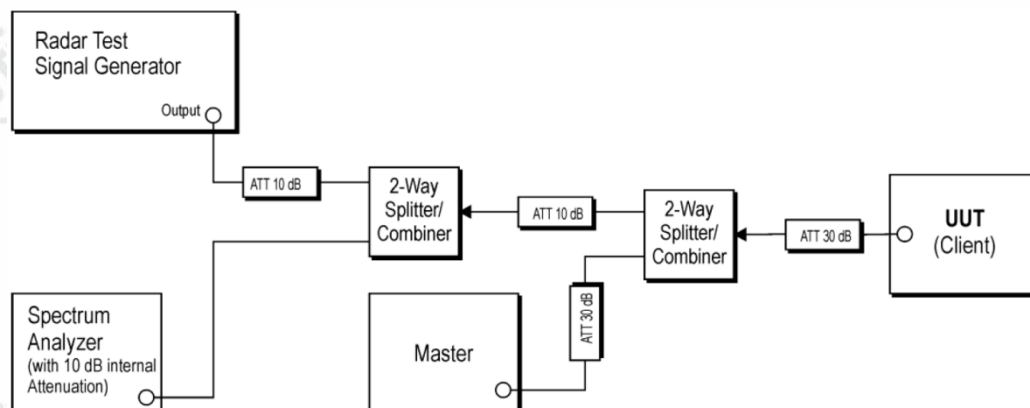 Radar Test
Signal Generator
Output
ATT 10 dB
2-Way
Splitter/
Combiner
ATT 10 dB
2-Way
Splitter/
Combiner
ATT 30 dB
UUT
(Client)
ATT 30 dB
Spectrum
Analyzer
(with 10 dB internal
Attenuation)
Master